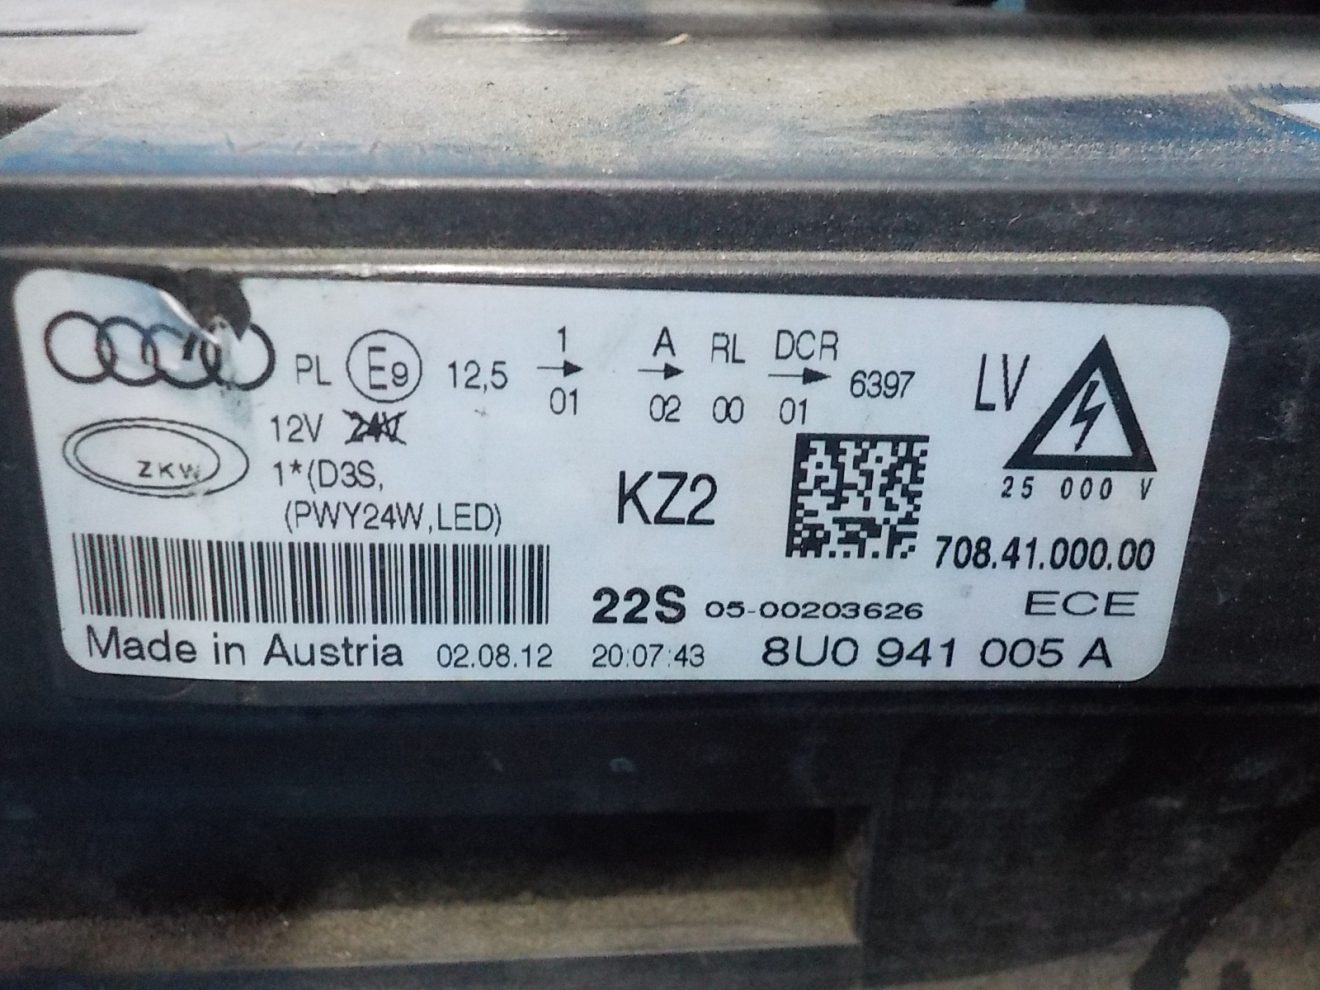 PL E9 12,5 1 → 01 A → 02 RL 00 DCR → 01 6397 LV
12V 24V
ZKW
1*(D3S,
(PWY24W,LED)
KZ2
25 000 V
708.41.000.00
22S 05-00203626 ECE
Made in Austria 02.08.12 20:07:43 8U0 941 005 A